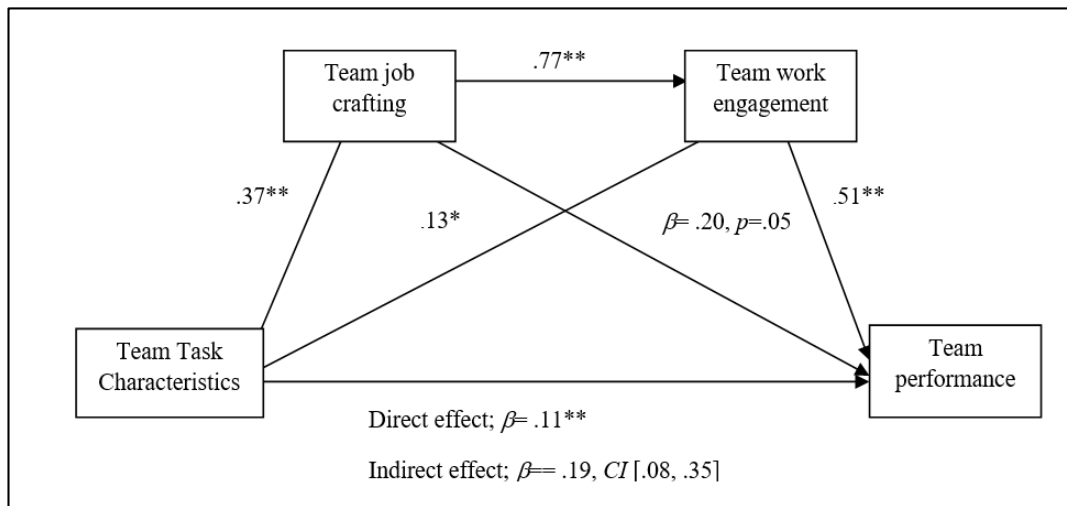 Team job
crafting
.77**
Team work
engagement
.37**
.13*
β= .20, p=.05
.51**
Team Task
Characteristics
Team
performance
Direct effect; β= .11**
Indirect effect; β== .19, CI ⌈.08, .35⌉